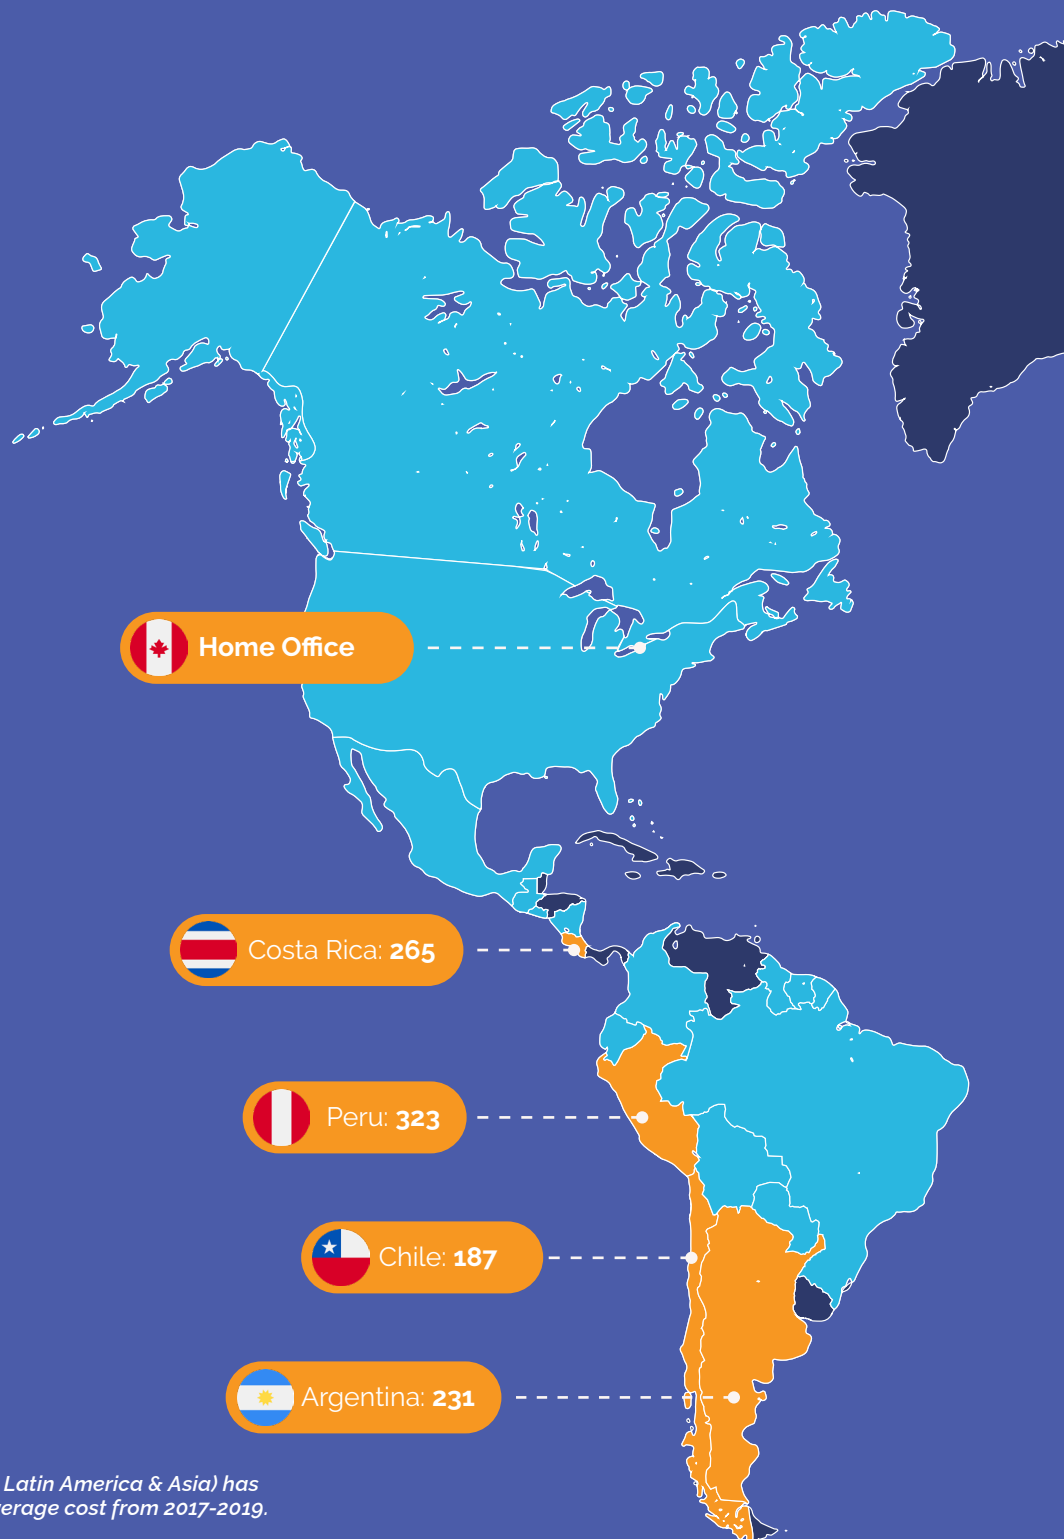 Home Office
Costa Rica: 265
Peru: 323
Chile: 187
Argentina: 231
Latin America & Asia) has
cost from 2017-2019.